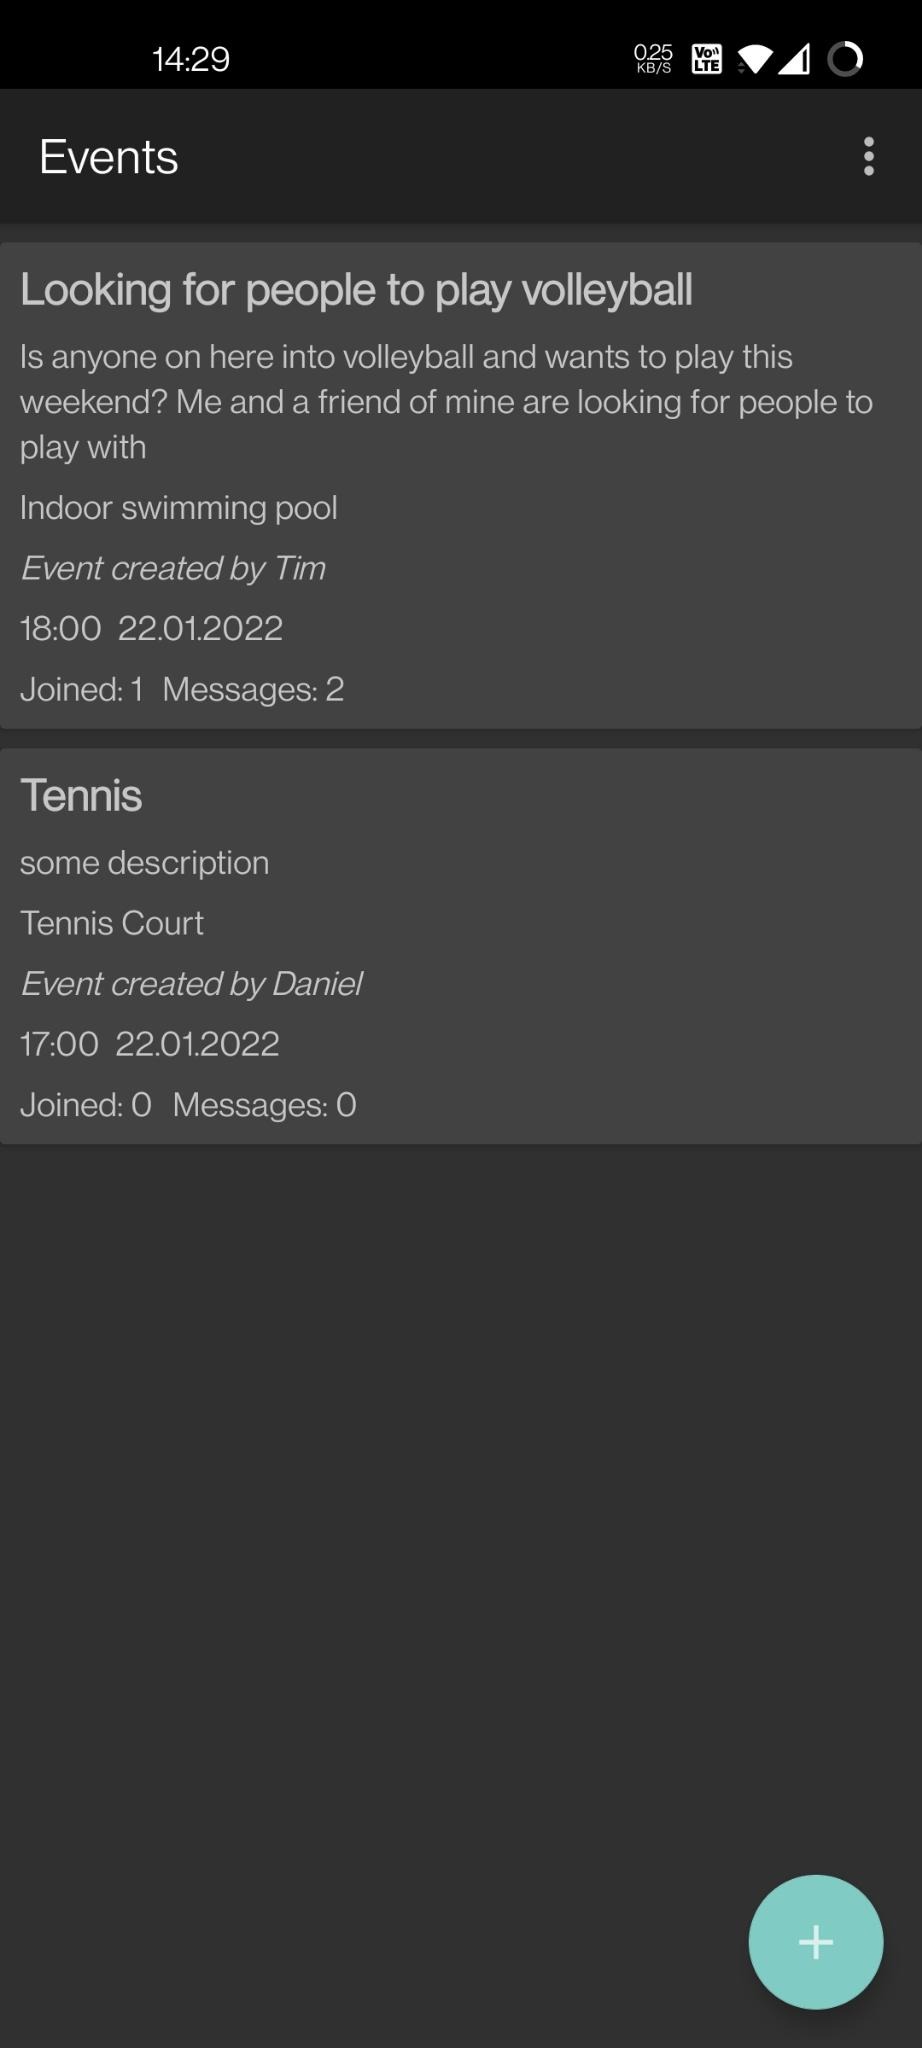 14:29
0.25
KB/S
Vo))
LTE
Events
Looking for people to play volleyball
Is anyone on here into volleyball and wants to play this
weekend? Me and a friend of mine are looking for people to
play with
Indoor swimming pool
Event created by Tim
18:00 22.01.2022
Joined: 1 Messages: 2
Tennis
some description
Tennis Court
Event created by Daniel
17:00 22.01.2022
Joined: 0 Messages: 0
+